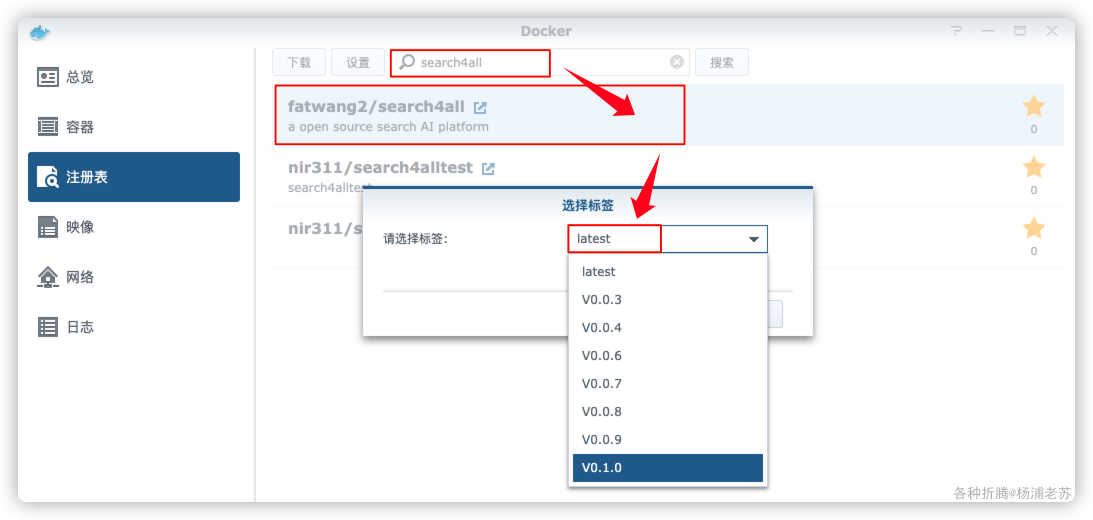 Docker
总览
容器
注册表
映像
网络
日志
下载
设置
search4all
搜索
fatwang2/search4all
a open source search AI platform
0
nir311/search4alltest
search4alltest
0
nir311/s
0
选择标签
请选择标签:
latest
latest
V0.0.3
V0.0.4
V0.0.6
V0.0.7
V0.0.8
V0.0.9
V0.1.0
各种折腾@杨浦老苏